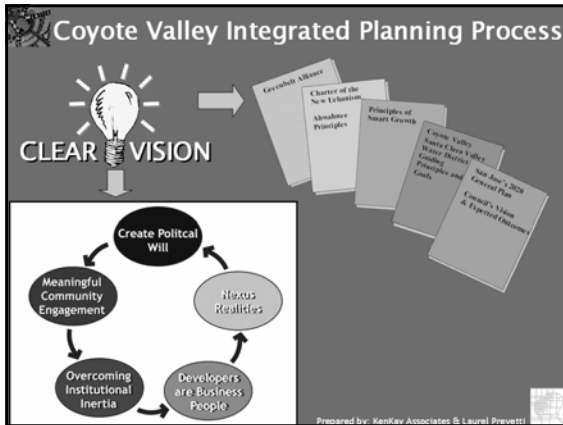 Coyote Valley Integrated Planning Process
CLEAR VISION
Greenbelt Alliance
Charter of the
New Urbanism
Ahwahnee
Principles
Principles of
Smart Growth
Coyote Valley
Santa Clara Valley
Water District
Guiding
Principles and
Goals
San Jose's 2020
General Plan
Council's Vision
& Expected Outcomes
Create Politcal
Will
Meaningful
Community
Engagement
Overcoming
Institutional
Inertia
Developers
are Business
People
Nexus
Realities
Prepared by: KenKay Associates & Laurel Prevetti